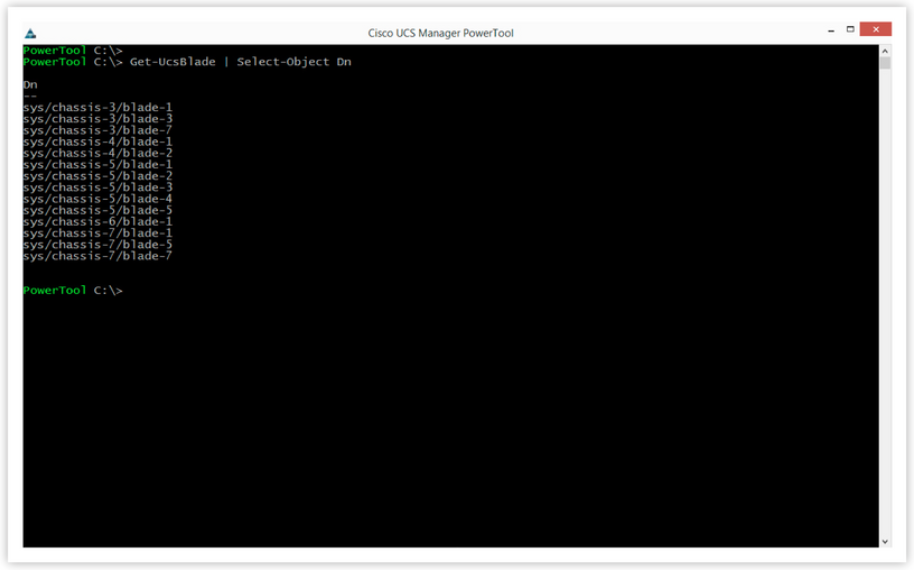 Cisco UCS Manager PowerTool
PowerTool C:\>
PowerTool C:\> Get-UcsBlade | Select-Object Dn
Dn
--
sys/chassis-3/blade-1
sys/chassis-3/blade-3
sys/chassis-3/blade-7
sys/chassis-4/blade-1
sys/chassis-4/blade-2
sys/chassis-5/blade-1
sys/chassis-5/blade-2
sys/chassis-5/blade-3
sys/chassis-5/blade-4
sys/chassis-5/blade-5
sys/chassis-6/blade-1
sys/chassis-7/blade-1
sys/chassis-7/blade-5
sys/chassis-7/blade-7
PowerTool C:\>